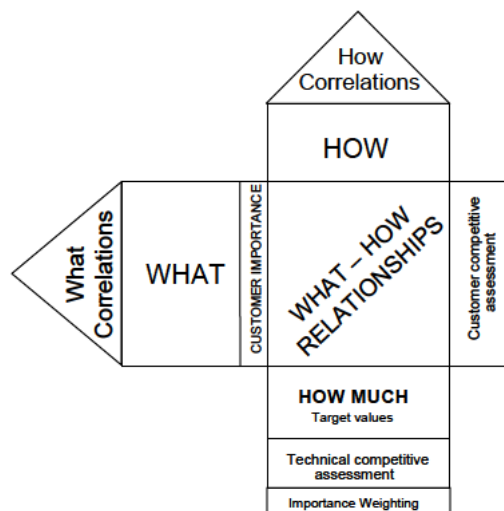 How
Correlations
HOW
What
Correlations
WHAT
CUSTOMER IMPORTANCE
WHAT – HOW
RELATIONSHIPS
Customer competitive
assessment
HOW MUCH
Target values
Technical competitive
assessment
Importance Weighting